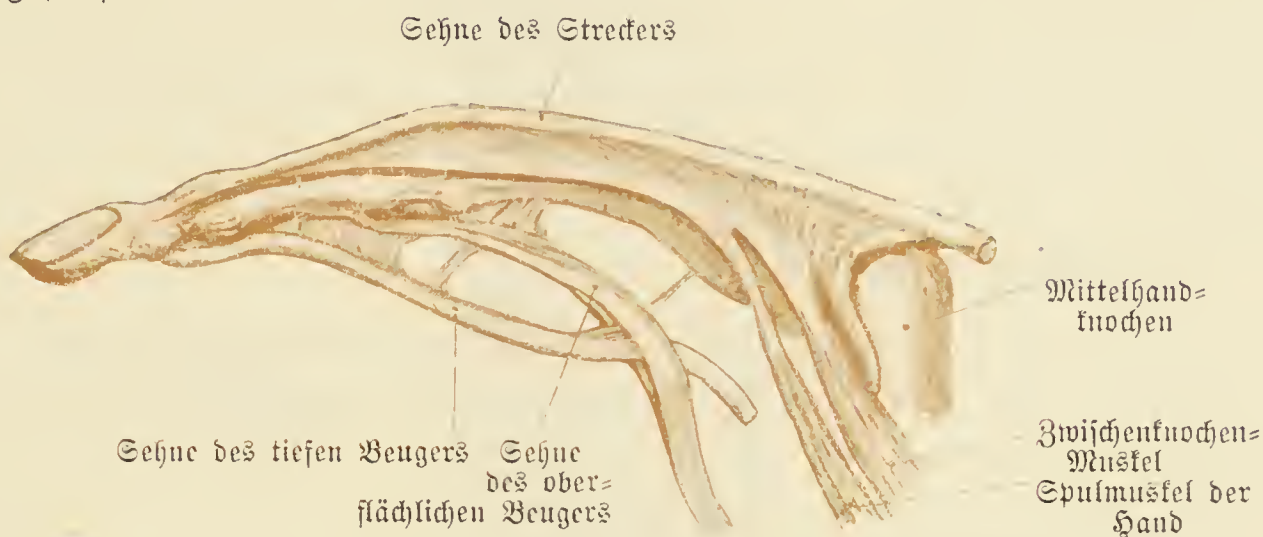 Sehne des Streckers
Mittelhand=
knochen
Sehne des tiefen Beugers
Sehne
des ober=
flächlichen Beugers
Zwischenknochen=
Muskel
Spulmuskel der
Hand